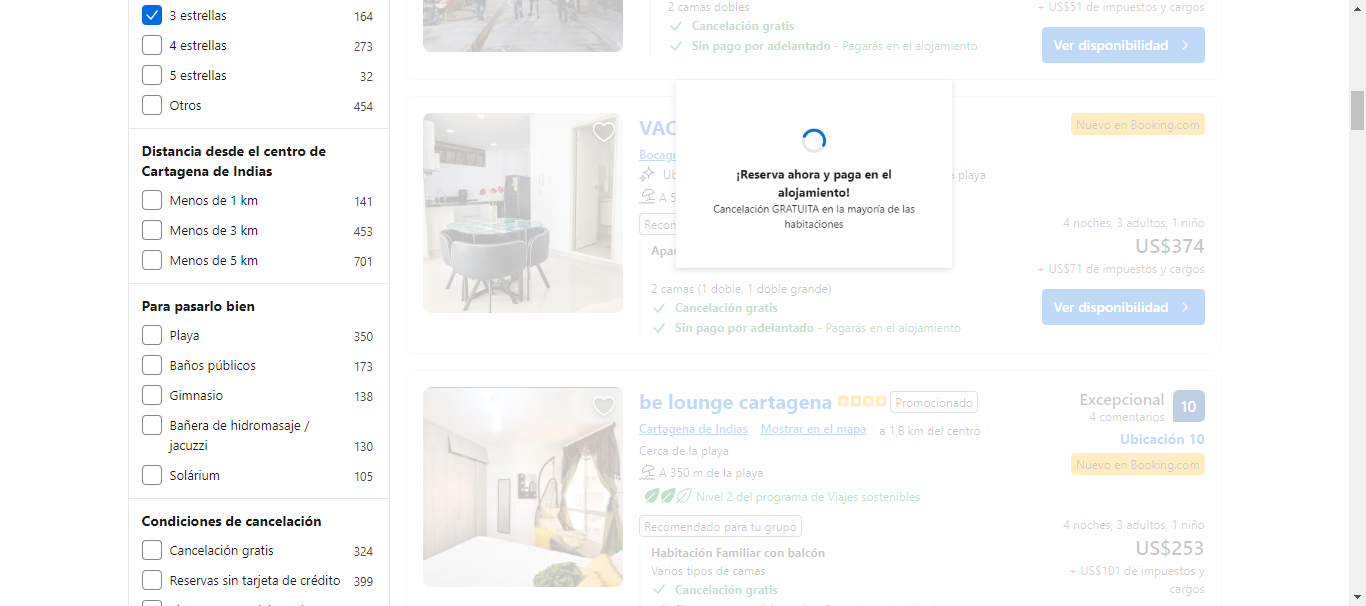 3 estrellas 164
4 estrellas 273
5 estrellas 32
Otros 454
Distancia desde el centro de
Cartagena de Indias
Menos de 1 km 141
Menos de 3 km 453
Menos de 5 km 701
Para pasarlo bien
Playa 350
Baños públicos 173
Gimnasio 138
Bañera de hidromasaje /
jacuzzi 130
Solárium 105
Condiciones de cancelación
Cancelación gratis 324
Reservas sin tarjeta de crédito 399
2 camas dobles
Cancelación gratis
Sin pago por adelantado - Pagarás en el alojamiento
+ US$51 de impuestos y cargos
Ver disponibilidad
¡Reserva ahora y paga en el
alojamiento!
Cancelación GRATUITA en la mayoría de las
habitaciones
VAC
Nuevo en Booking.com
Bocagr
Ub
a playa
A 5
Recon
Apar
2 camas (1 doble, 1 doble grande)
Cancelación gratis
Sin pago por adelantado - Pagarás en el alojamiento
4 noches, 3 adultos, 1 niño
US$374
+ US$71 de impuestos y cargos
Ver disponibilidad
be lounge cartagena Promocionado
Cartagena de Indias Mostrar en el mapa a 1,8 km del centro
Cerca de la playa
A 350 m de la playa
Nivel 2 del programa de Viajes sostenibles
Recomendado para tu grupo
Habitación Familiar con balcón
Varios tipos de camas
Cancelación gratis
Excepcional 10
4 comentarios
Ubicación 10
Nuevo en Booking.com
4 noches, 3 adultos, 1 niño
US$253
+ US$101 de impuestos y
cargos